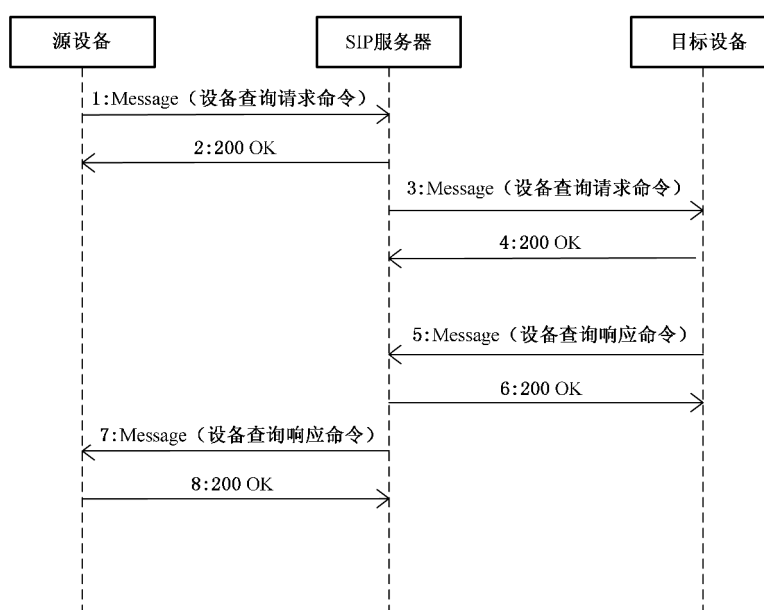 源设备
SIP服务器
目标设备
1:Message（设备查询请求命令）
2:200 OK
3:Message（设备查询请求命令）
4:200 OK
5:Message（设备查询响应命令）
6:200 OK
7:Message（设备查询响应命令）
8:200 OK